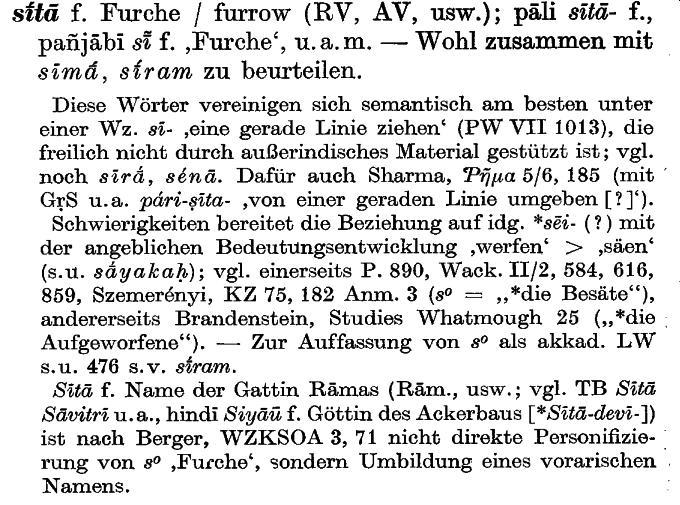 sī́tā f. Furche / furrow (RV, AV, usw.); pāli sītā- f.,
pañjābī sī̃ f. ‚Furche‘, u. a. m. — Wohl zusammen mit
sīmā́, sī́ram zu beurteilen.
Diese Wörter vereinigen sich semantisch am besten unter
einer Wz. sī- ‚eine gerade Linie ziehen‘ (PW VII 1013), die
freilich nicht durch außerindisches Material gestützt ist; vgl.
noch sīrá, sénā. Dafür auch Sharma, Ῥῆμα 5/6, 185 (mit
GṛS u. a. pári-ṣīta- ‚von einer geraden Linie umgeben [?]‘).
Schwierigkeiten bereitet die Beziehung auf idg. *sēi- (?) mit
der angeblichen Bedeutungsentwicklung ‚werfen‘ > ‚säen‘
(s. u. sā́yakaḥ); vgl. einerseits P. 890, Wack. II/2, 584, 616,
859, Szemerényi, KZ 75, 182 Anm. 3 (s⁰ = „*die Besäte“),
andererseits Brandenstein, Studies Whatmough 25 („*die
Aufgeworfene“). — Zur Auffassung von s⁰ als akkad. LW
s. u. 476 s. v. sī́ram.
Sītā f. Name der Gattin Rāmas (Rām., usw.; vgl. TB Sītā
Sāvitrī u. a., hindī Siyāū f. Göttin des Ackerbaus [*Sītā-devī-])
ist nach Berger, WZKSOA 3, 71 nicht direkte Personifizie-
rung von s⁰ ‚Furche‘, sondern Umbildung eines vorarischen
Namens.